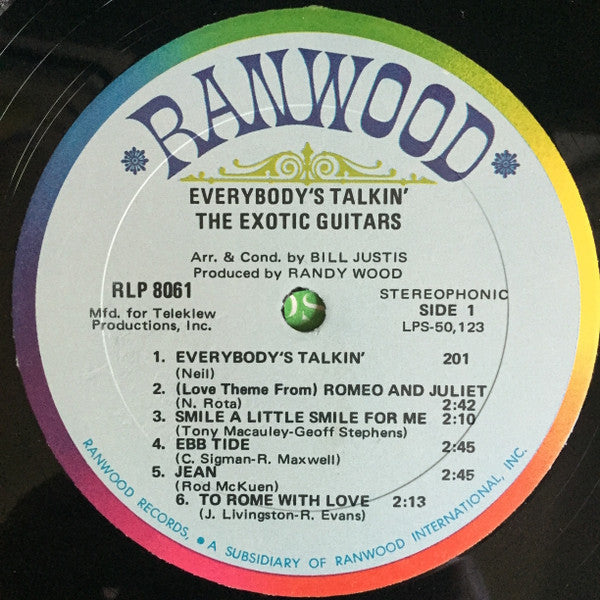 RANWOOD
EVERYBODY'S TALKIN'
THE EXOTIC GUITARS
Arr. & Cond. by BILL JUSTIS
Produced by RANDY WOOD
RLP 8061
Mfd. for Teleklew
Productions, Inc.
STEREOPHONIC
SIDE 1
LPS-50,123
1. EVERYBODY'S TALKIN' 201
(Neil)
2. (Love Theme From) ROMEO AND JULIET
(N. Rota) 2:42
3. SMILE A LITTLE SMILE FOR ME 2:10
(Tony Macauley-Geoff Stephens)
4. EBB TIDE 2:45
(C. Sigman-R. Maxwell)
5. JEAN 2:45
(Rod McKuen)
6. TO ROME WITH LOVE 2:13
(J. Livingston-R. Evans)
RANWOOD RECORDS, • A SUBSIDIARY OF RANWOOD INTERNATIONAL, INC.